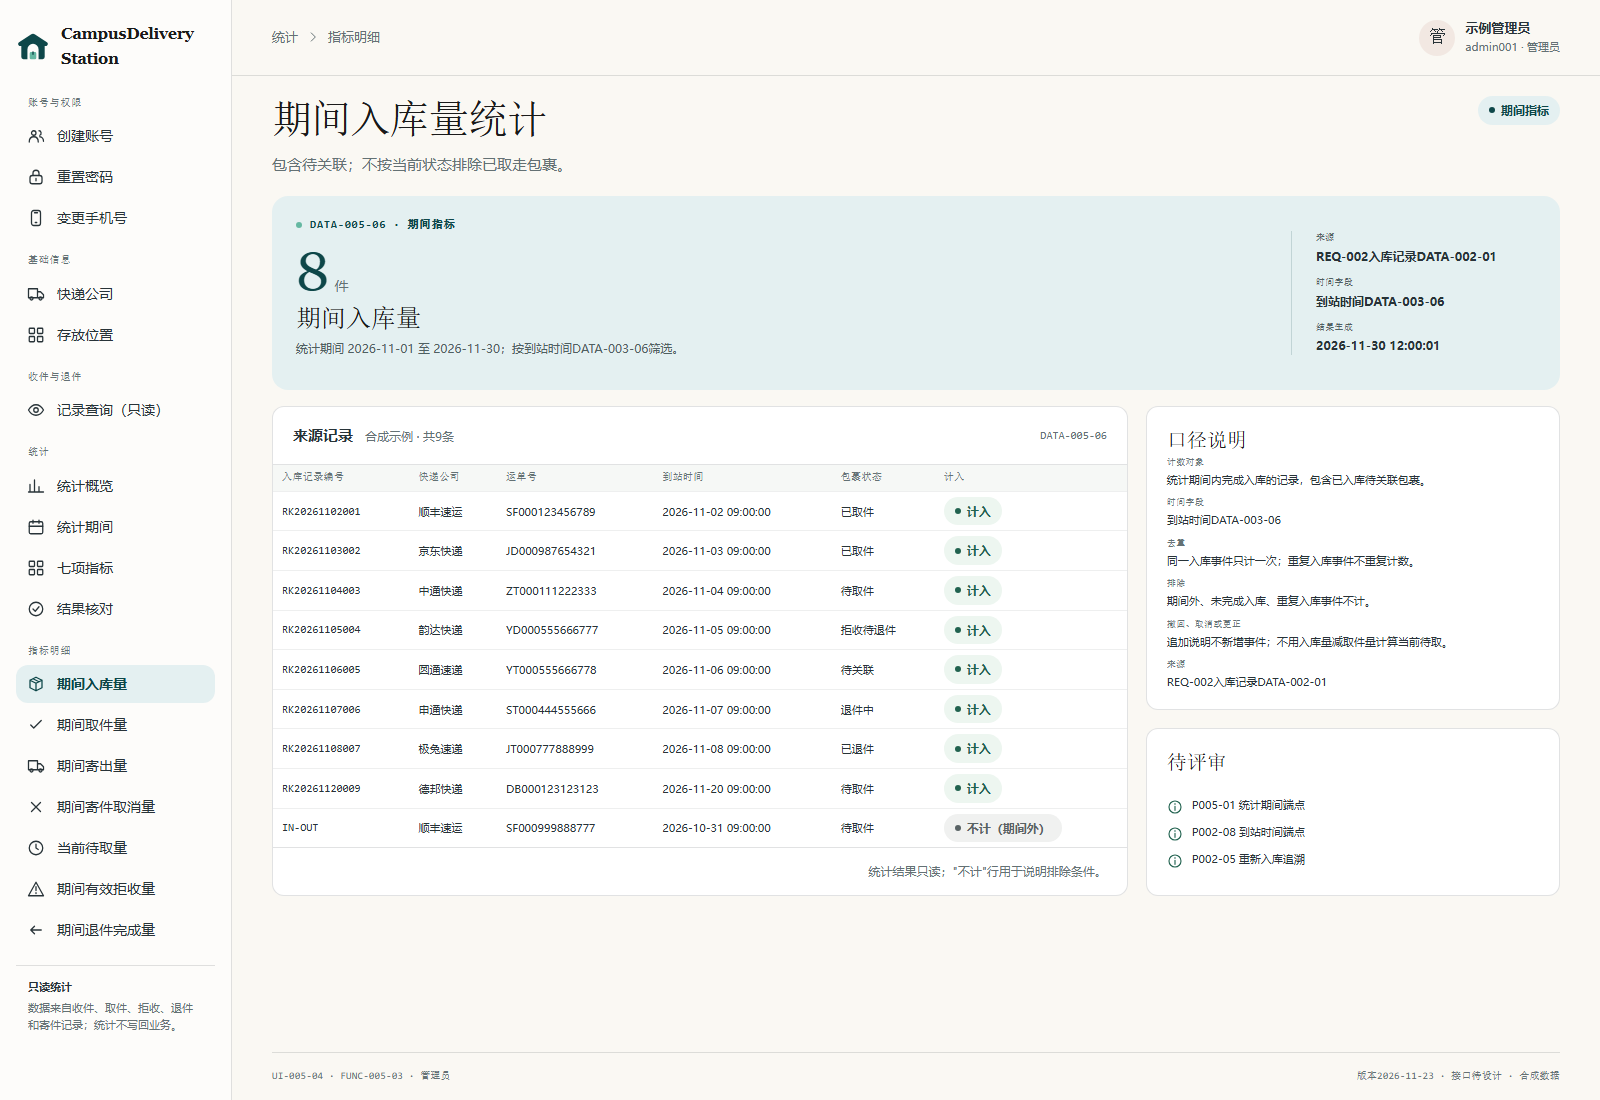 CampusDelivery
Station
账号与权限
创建账号
重置密码
变更手机号
基础信息
快递公司
存放位置
收件与退件
记录查询（只读）
统计
统计概览
统计期间
七项指标
结果核对
指标明细
期间入库量
期间取件量
期间寄出量
期间寄件取消量
当前待取量
期间有效拒收量
期间退件完成量
只读统计
数据来自收件、取件、拒收、退件
和寄件记录；统计不写回业务。
统计 > 指标明细
管
示例管理员
admin001 · 管理员
期间入库量统计
期间指标
包含待关联；不按当前状态排除已取走包裹。
DATA-005-06 · 期间指标
8 件
期间入库量
统计期间 2026-11-01 至 2026-11-30；按到站时间DATA-003-06筛选。
来源
REQ-002入库记录DATA-002-01
时间字段
到站时间DATA-003-06
结果生成
2026-11-30 12:00:01
来源记录 合成示例 · 共9条 DATA-005-06
入库记录编号 快递公司 运单号 到站时间 包裹状态 计入
RK20261102001 顺丰速运 SF000123456789 2026-11-02 09:00:00 已取件 计入
RK20261103002 京东快递 JD000987654321 2026-11-03 09:00:00 已取件 计入
RK20261104003 中通快递 ZT000111222333 2026-11-04 09:00:00 待取件 计入
RK20261105004 韵达快递 YD000555666777 2026-11-05 09:00:00 拒收待退件 计入
RK20261106005 圆通速递 YT000555666778 2026-11-06 09:00:00 待关联 计入
RK20261107006 申通快递 ST000444555666 2026-11-07 09:00:00 退件中 计入
RK20261108007 极兔速递 JT000777888999 2026-11-08 09:00:00 已退件 计入
RK20261120009 德邦快递 DB000123123123 2026-11-20 09:00:00 待取件 计入
IN-OUT 顺丰速运 SF000999888777 2026-10-31 09:00:00 待取件 不计（期间外）
统计结果只读；"不计"行用于说明排除条件。
口径说明
计数对象
统计期间内完成入库的记录，包含已入库待关联包裹。
时间字段
到站时间DATA-003-06
去重
同一入库事件只计一次；重复入库事件不重复计数。
排除
期间外、未完成入库、重复入库事件不计。
撤回、取消或更正
追加说明不新增事件；不用入库量减取件量计算当前待取。
来源
REQ-002入库记录DATA-002-01
待评审
P005-01 统计期间端点
P002-08 到站时间端点
P002-05 重新入库追溯
UI-005-04 · FUNC-005-03 · 管理员
版本2026-11-23 · 接口待设计 · 合成数据